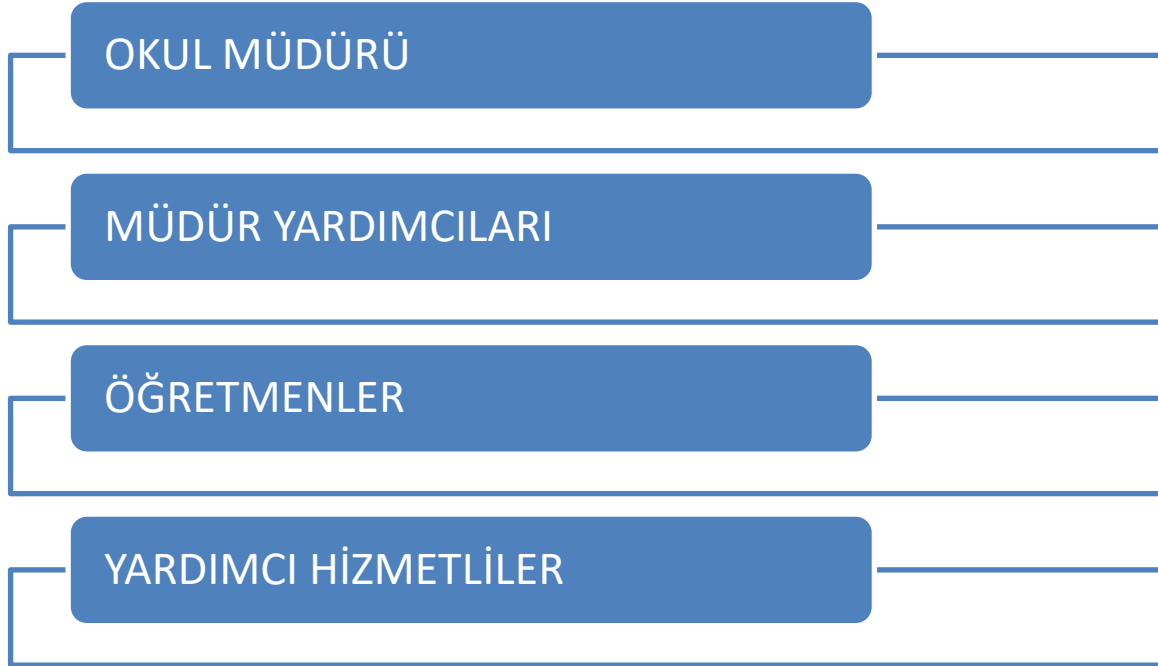 OKUL MÜDÜRÜ
MÜDÜR YARDIMCILARI
ÖĞRETMENLER
YARDIMCI HİZMETLİLER